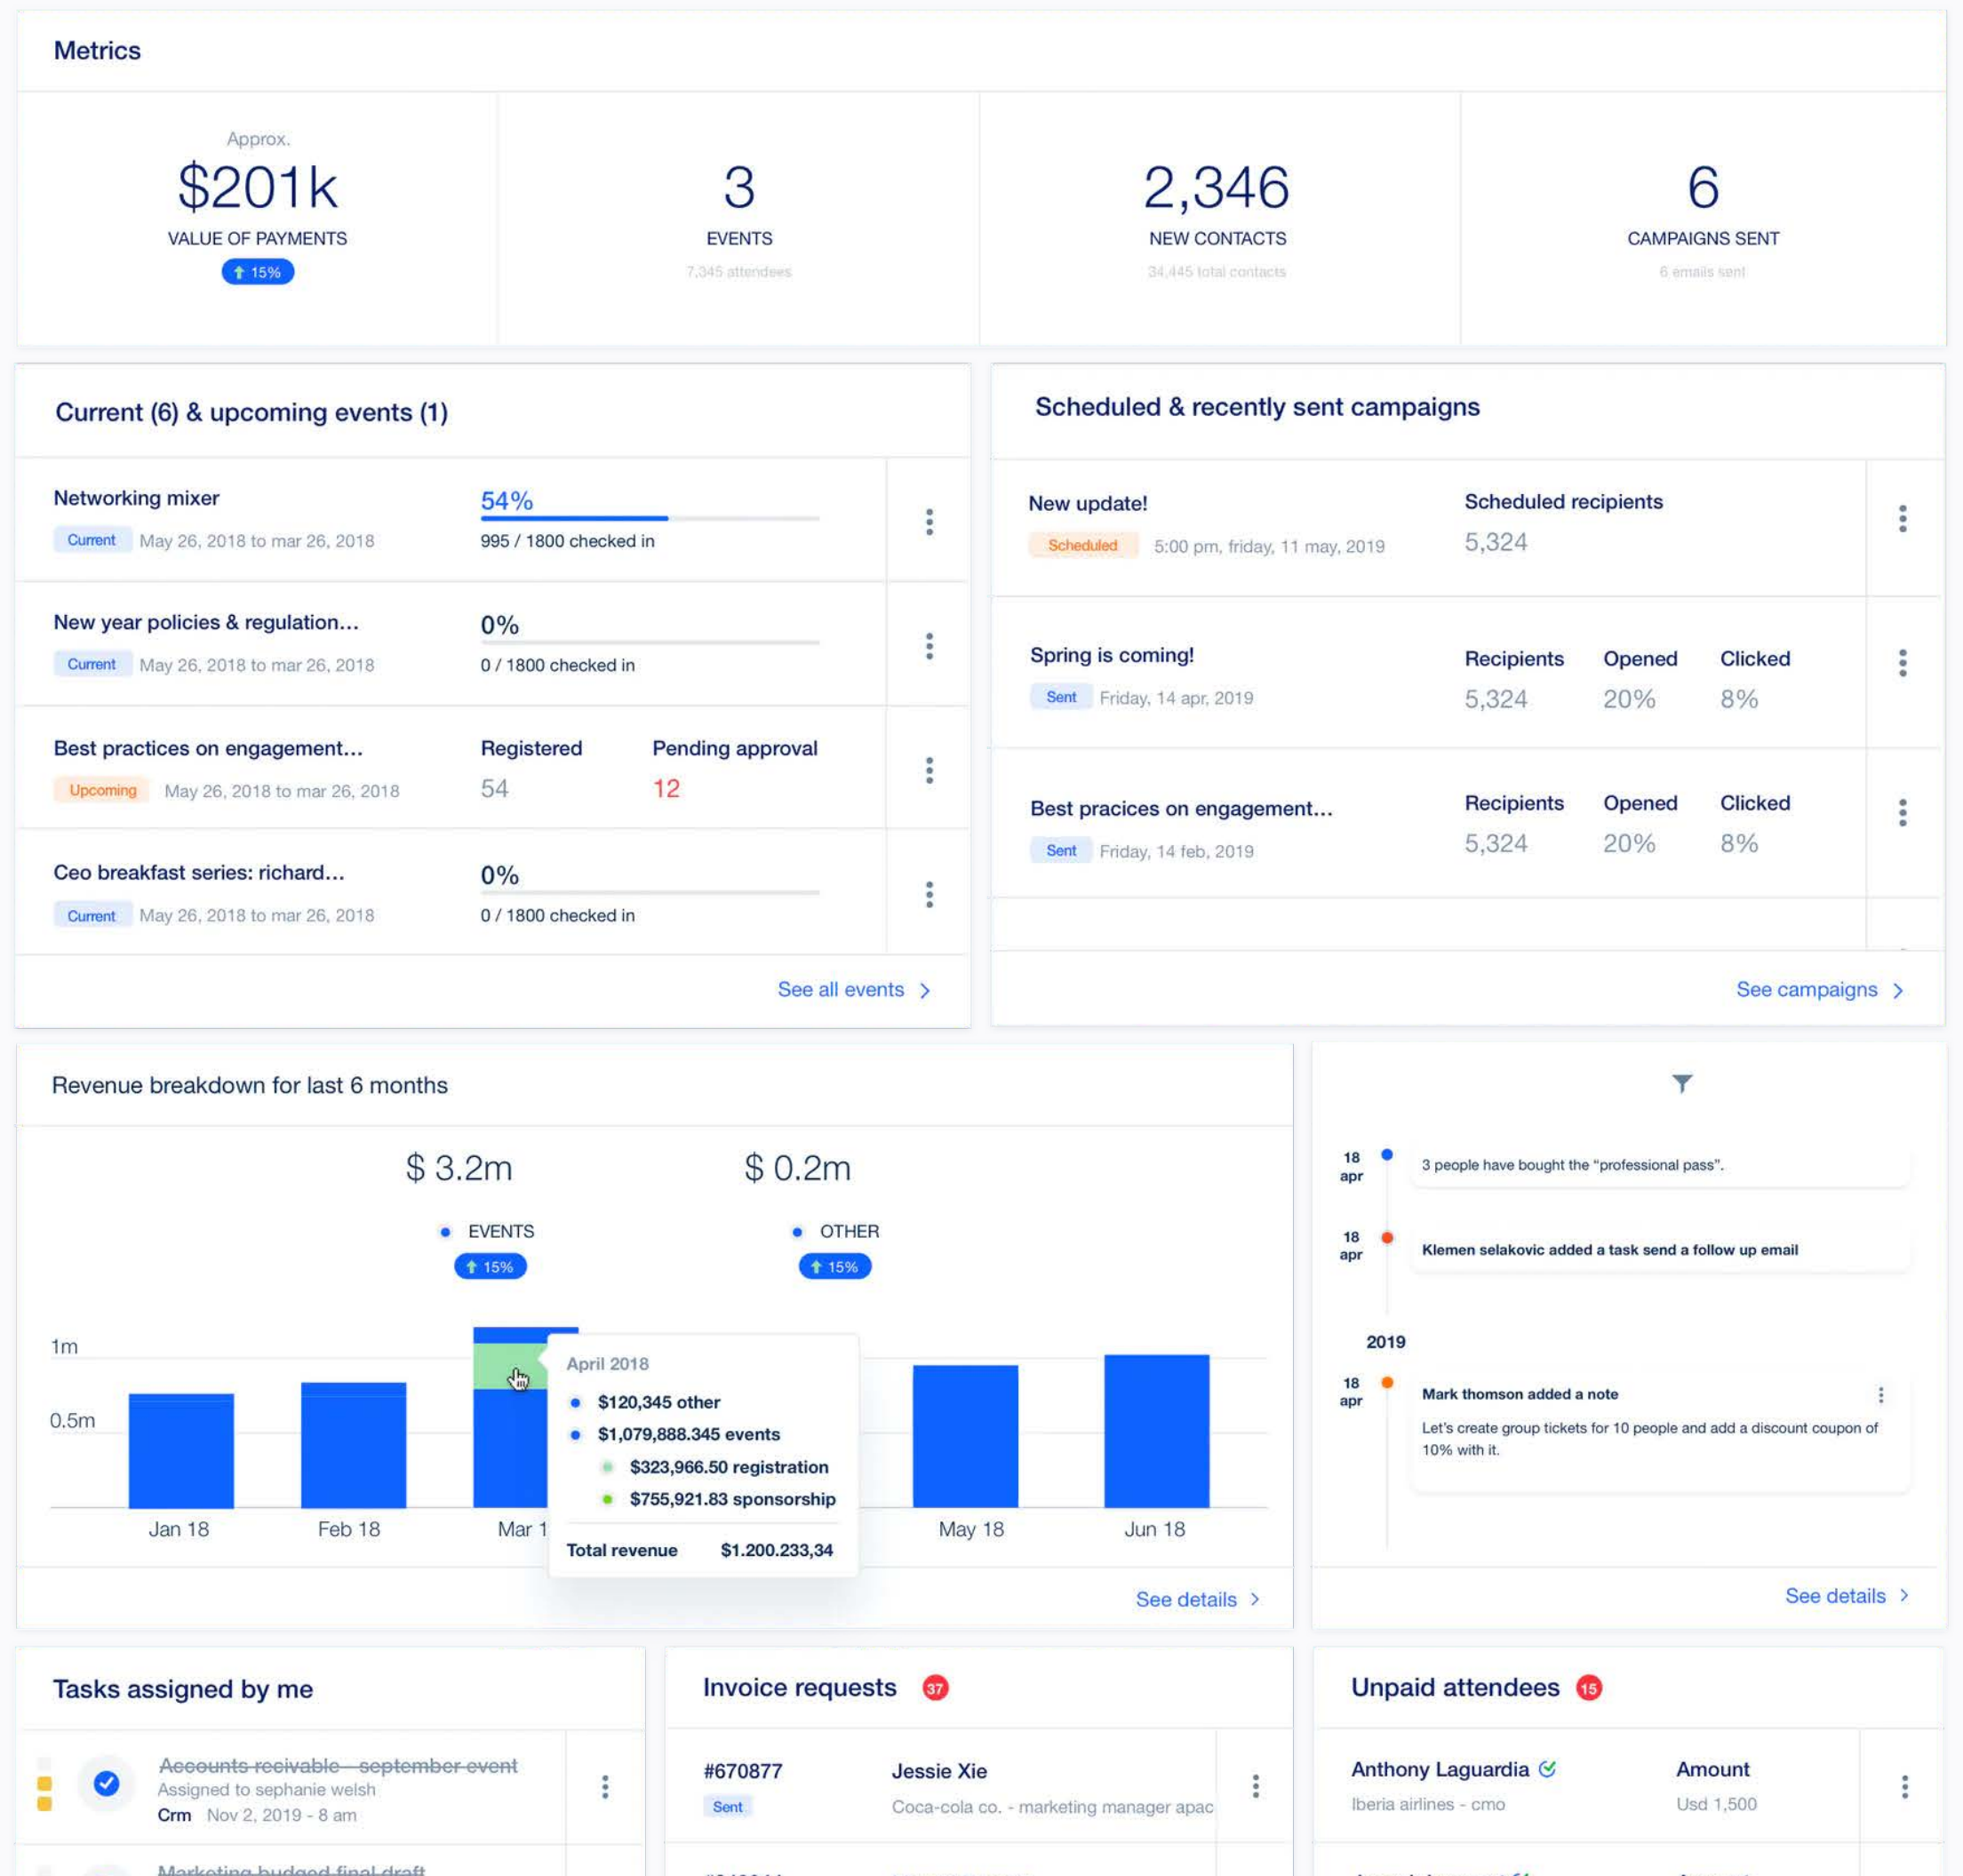 Metrics
Approx.
$201k
VALUE OF PAYMENTS
15%
3
EVENTS
7,345 attendees
2,346
NEW CONTACTS
34,445 total contacts
6
CAMPAIGNS SENT
6 emails sent
Current (6) & upcoming events (1)
Networking mixer
54%
Current May 26, 2018 to mar 26, 2018
995 / 1800 checked in
New year policies & regulation...
0%
Current May 26, 2018 to mar 26, 2018
0 / 1800 checked in
Best practices on engagement...
Registered Pending approval
Upcoming May 26, 2018 to mar 26, 2018
54 12
Ceo breakfast series: richard...
0%
Current May 26, 2018 to mar 26, 2018
0 / 1800 checked in
See all events
Scheduled & recently sent campaigns
New update!
Scheduled recipients
Scheduled 5:00 pm, friday, 11 may, 2019
5,324
Spring is coming!
Recipients Opened Clicked
Sent Friday, 14 apr, 2019
5,324 20% 8%
Best pracices on engagement...
Recipients Opened Clicked
Sent Friday, 14 feb, 2019
5,324 20% 8%
See campaigns
Revenue breakdown for last 6 months
$ 3.2m
EVENTS
15%
$ 0.2m
OTHER
15%
1m
0.5m
Jan 18 Feb 18 Mar 1 May 18 Jun 18
April 2018
$120,345 other
$1,079,888.345 events
$323,966.50 registration
$755,921.83 sponsorship
Total revenue $1.200.233,34
See details
18 apr
3 people have bought the “professional pass”.
18 apr
Klemen selakovic added a task send a follow up email
2019
18 apr
Mark thomson added a note
Let's create group tickets for 10 people and add a discount coupon of
10% with it.
See details
Tasks assigned by me
Accounts recivable - september event
Assigned to sephanie welsh
Crm Nov 2, 2019 - 8 am
Marketing budged final draft
Invoice requests 37
#670877 Jessie Xie
Sent Coca-cola co. - marketing manager apac
Unpaid attendees 15
Anthony Laguardia Amount
Iberia airlines - cmo Usd 1,500